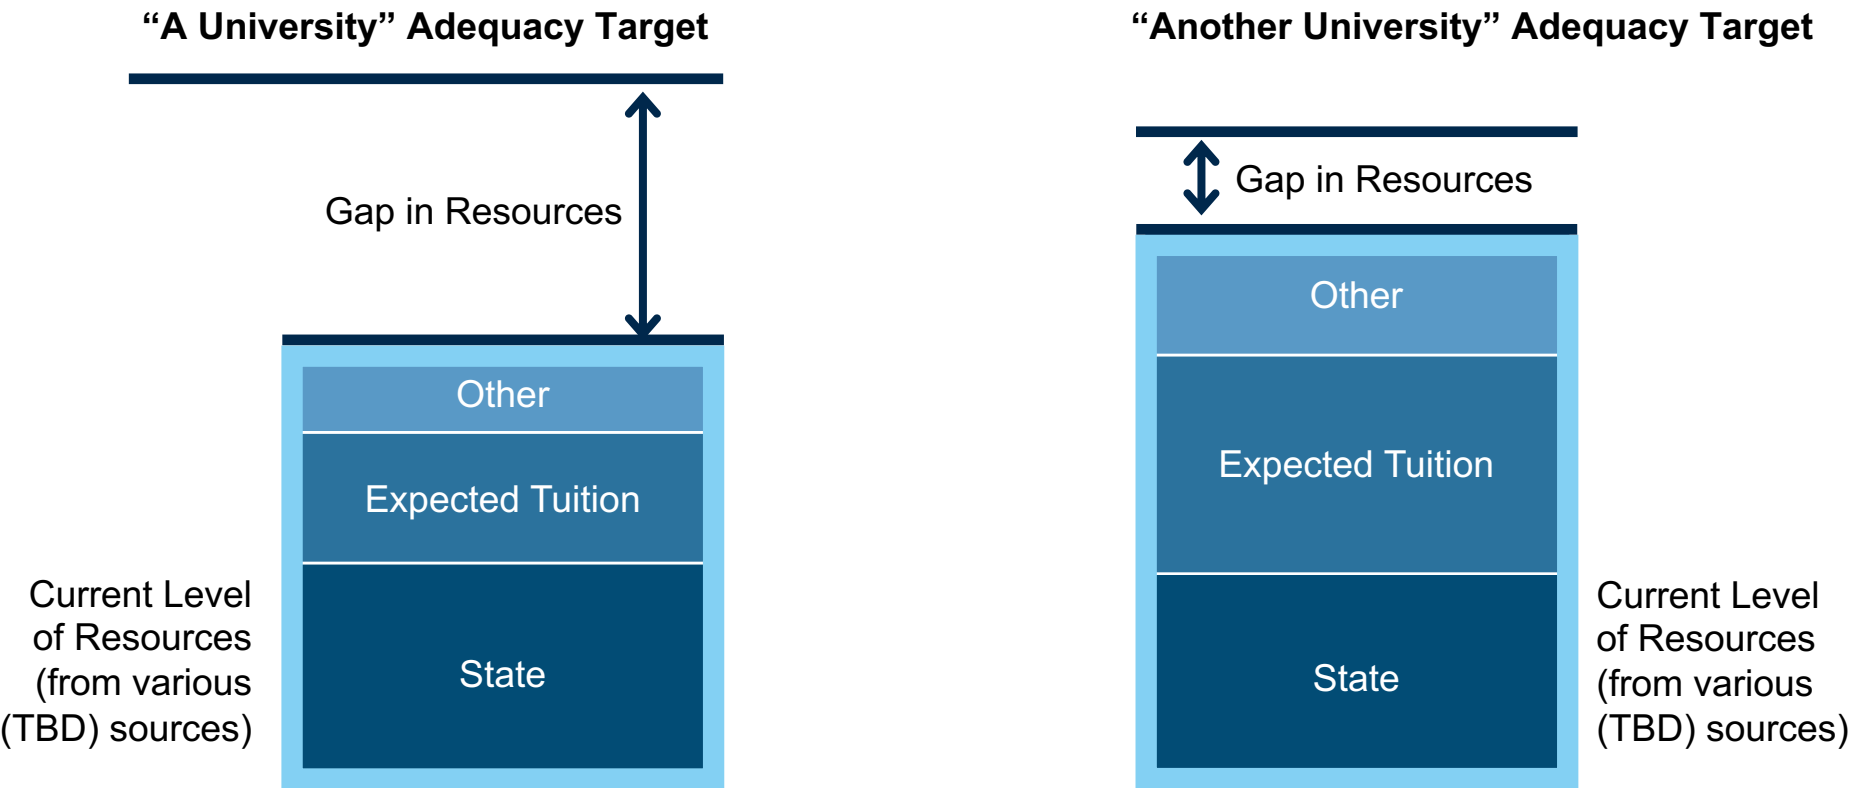 “A University” Adequacy Target
Gap in Resources
Other
Expected Tuition
State
Current Level
of Resources
(from various
(TBD) sources)
“Another University” Adequacy Target
Gap in Resources
Other
Expected Tuition
State
Current Level
of Resources
(from various
(TBD) sources)